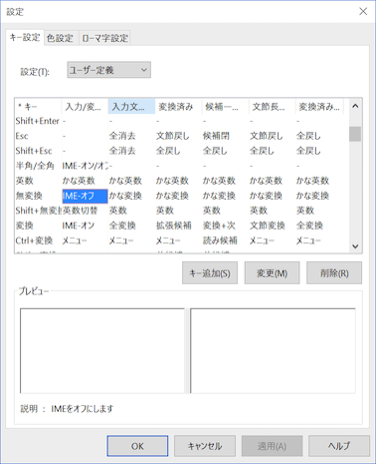 設定
キー設定 色設定 ローマ字設定
設定(T): ユーザー定義
* キー 入力/変... 入力文... 変換済み 候補一... 文節長... 変換済み...
Shift+Enter - - - - - -
Esc - 全消去 文節戻し 候補閉 文節戻し 全戻し
Shift+Esc - 全消去 全戻し 全戻し 全戻し 全戻し
半角/全角 IME-オン/オフ - - - - -
英数 かな英数 かな英数 かな英数 かな英数 かな英数 かな英数
無変換 IME-オフ かな変換 かな変換 かな変換 かな変換 かな変換
Shift+無変換 英数切替 英数 英数 英数 英数 英数
変換 IME-オン 全変換 拡張候補 変換+次 文節変換 全変換
Ctrl+変換 メニュー メニュー メニュー 読み候補 メニュー メニュー
キー追加(S) 変更(M) 削除(R)
プレビュー
説明 : IMEをオフにします
OK キャンセル 適用(A) ヘルプ